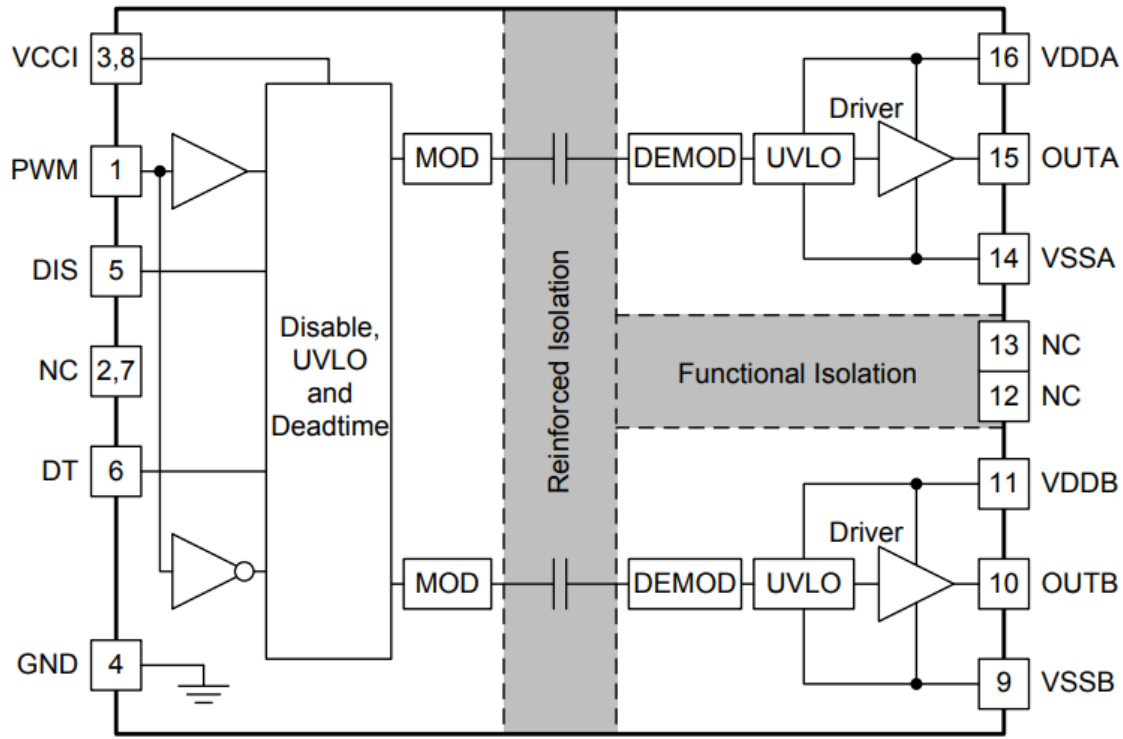 VCCI 3,8
16 VDDA
Driver
PWM 1
MOD
DEMOD
UVLO
15 OUTA
DIS 5
14 VSSA
Disable,
UVLO
and
Deadtime
Reinforced Isolation
Functional Isolation
13 NC
NC 2,7
12 NC
DT 6
11 VDDB
Driver
MOD
DEMOD
UVLO
10 OUTB
GND 4
9 VSSB